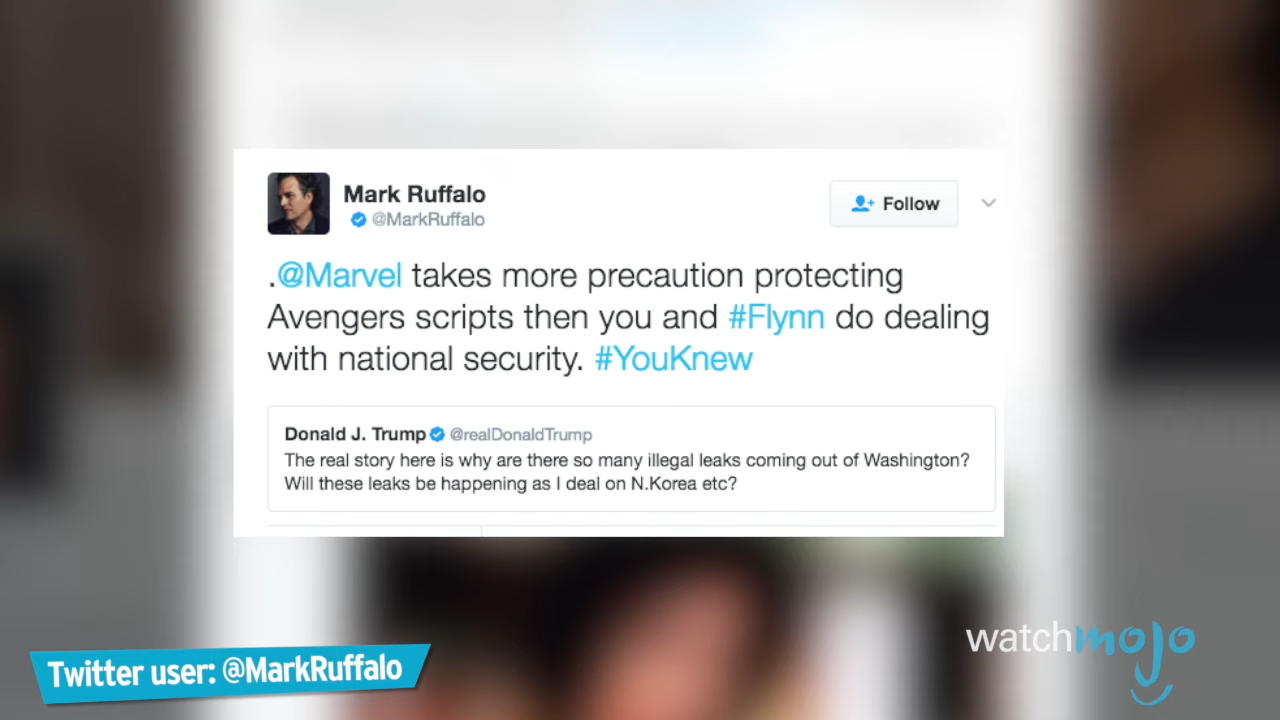 Mark Ruffalo
@MarkRuffalo
Follow
.@Marvel takes more precaution protecting
Avengers scripts then you and #Flynn do dealing
with national security. #YouKnew
Donald J. Trump @realDonaldTrump
The real story here is why are there so many illegal leaks coming out of Washington?
Will these leaks be happening as I deal on N.Korea etc?
watchmojo
Twitter user: @MarkRuffalo